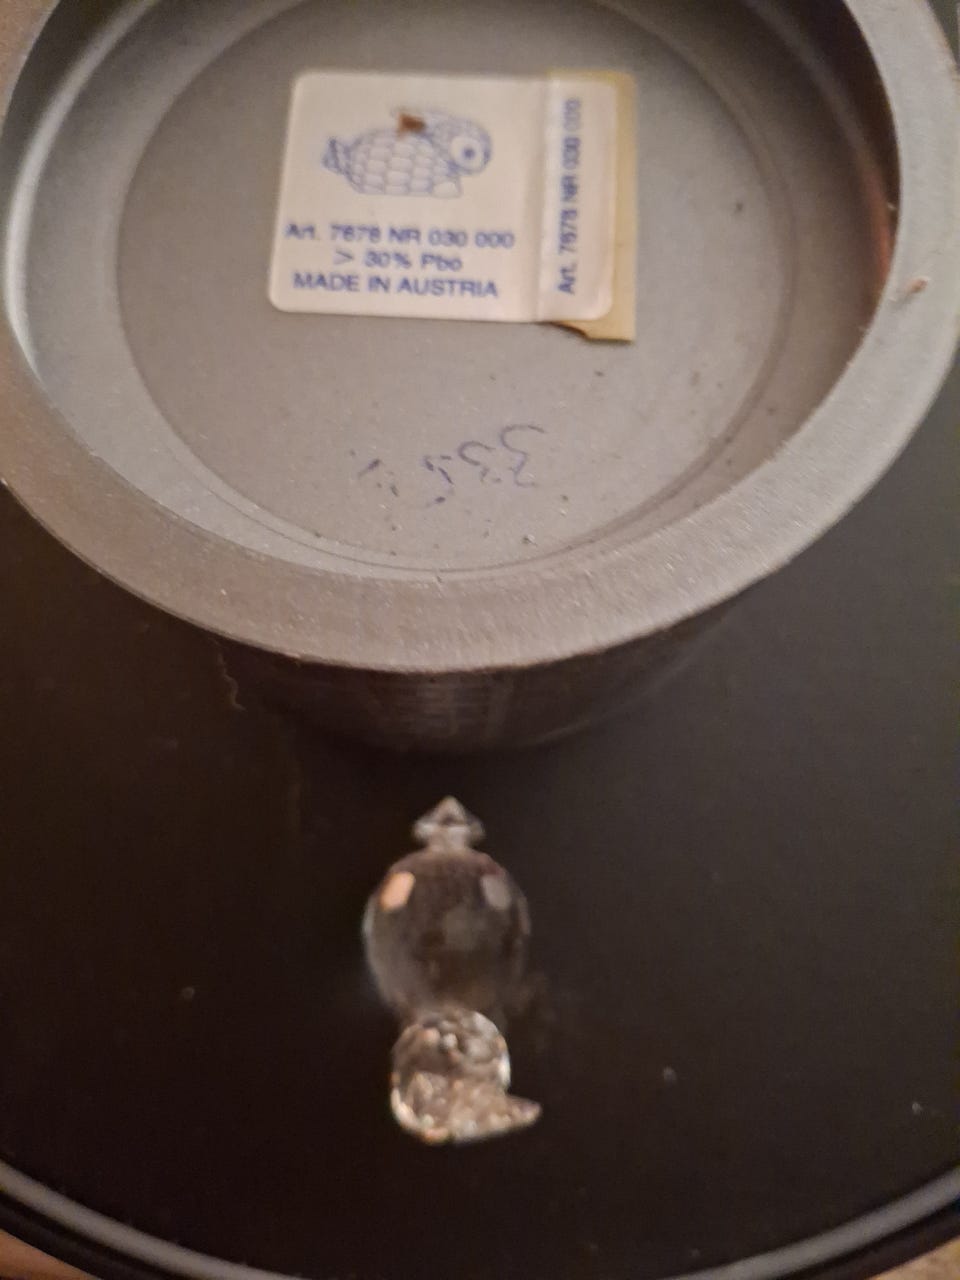 Art. 7678 NR 030 000
> 30% Pbo
MADE IN AUSTRIA
Art. 7678 NR 030 000